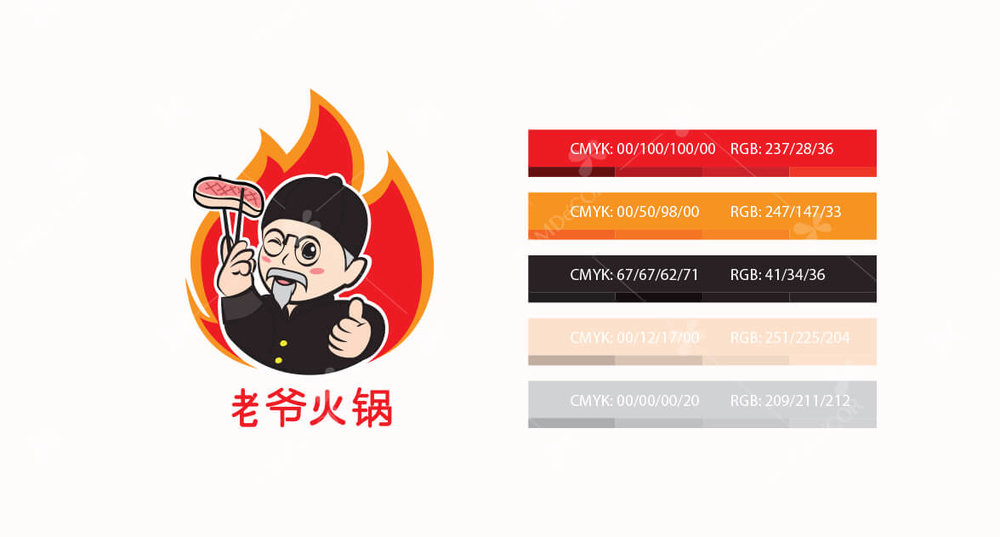 老爷火锅
CMYK: 00/100/100/00 RGB: 237/28/36
CMYK: 00/50/98/00 RGB: 247/147/33
CMYK: 67/67/62/71 RGB: 41/34/36
CMYK: 00/12/17/00 RGB: 251/225/204
CMYK: 00/00/00/20 RGB: 209/211/212